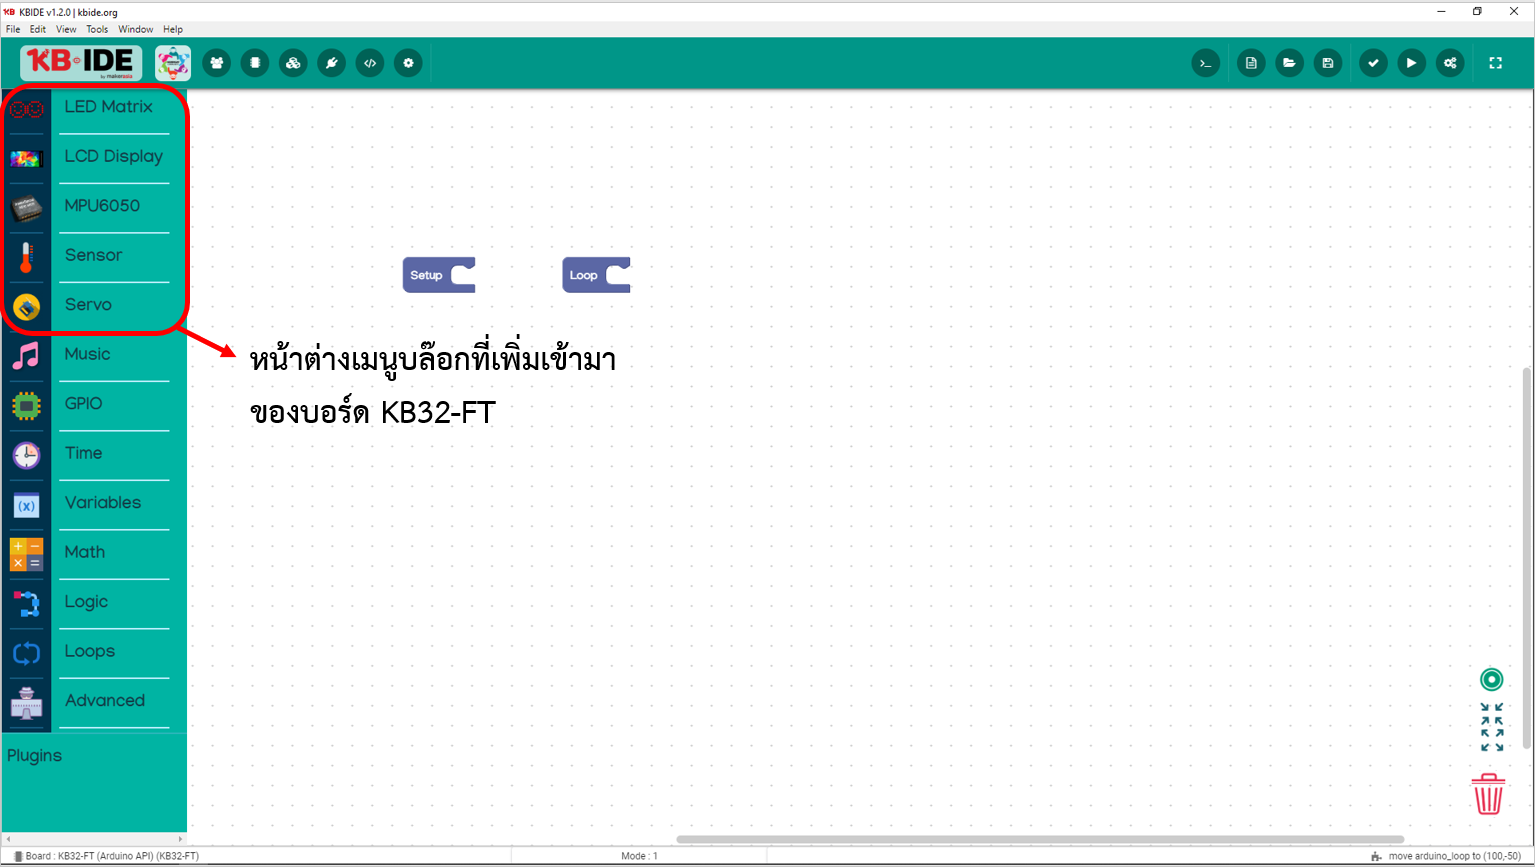 KB KBIDE v1.2.0 | kbide.org
File Edit View Tools Window Help
KB IDE
by makerasia
LED Matrix
LCD Display
MPU6050
Sensor
Servo
Music
GPIO
Time
Variables
(x)
Math
Logic
Loops
Advanced
Plugins
Setup
Loop
หน้าต่างเมนูบล๊อกที่เพิ่มเข้ามา
ของบอร์ด KB32-FT
Board : KB32-FT (Arduino API) (KB32-FT)
Mode : 1
move arduino_loop to (100,-50)